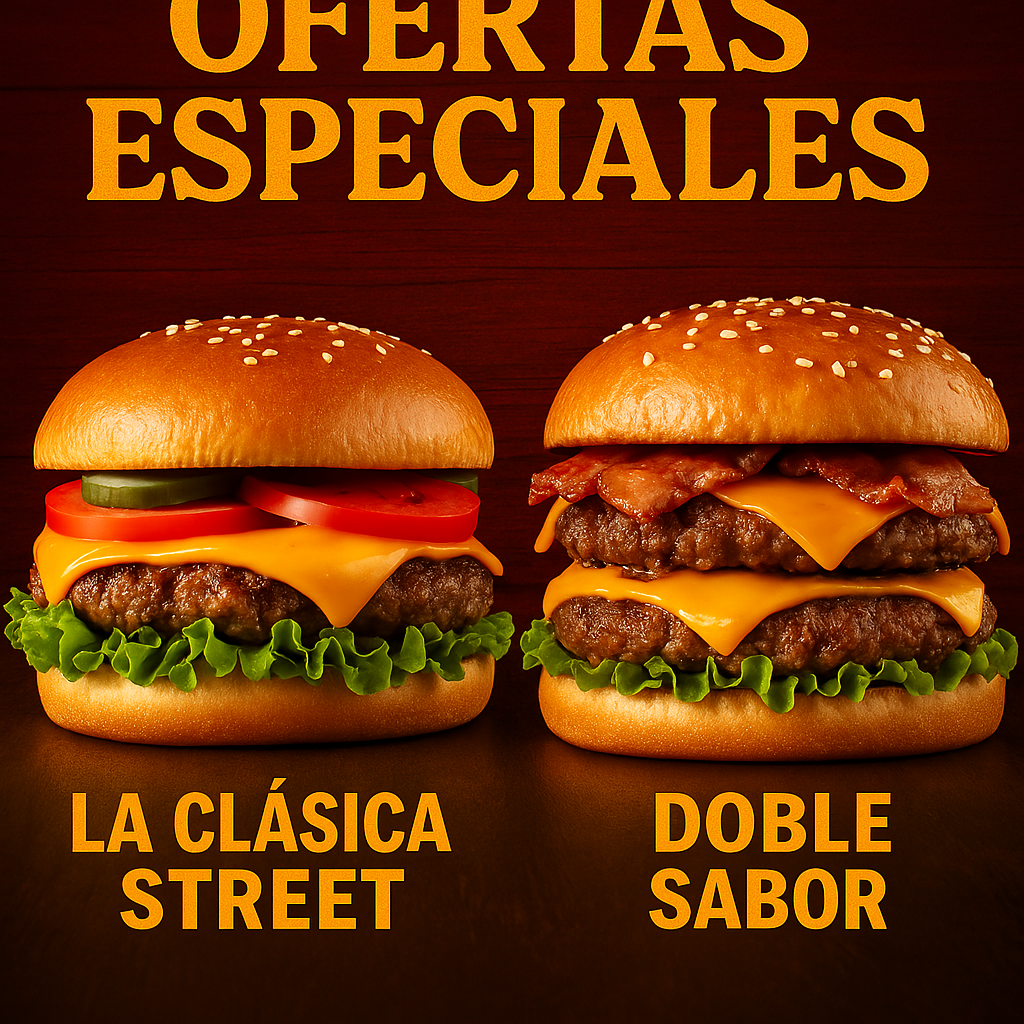 OFERTAS
ESPECIALES
LA CLÁSICA
STREET
DOBLE
SABOR